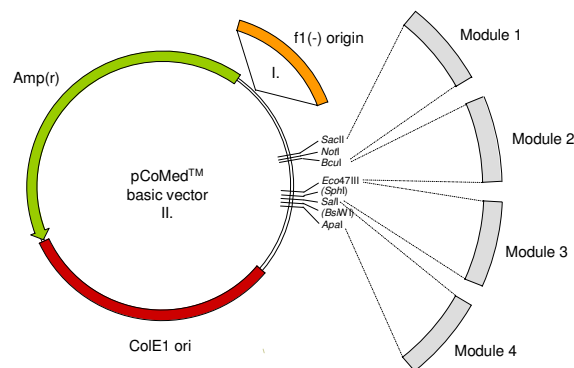 f1(-) origin
Module 1
I.
Amp(r)
SacII
NotI
BcuI
Module 2
pCoMed™
basic vector
II.
Eco47III
(SphI)
SalI
(BsiWI)
ApaI
Module 3
ColE1 ori
Module 4